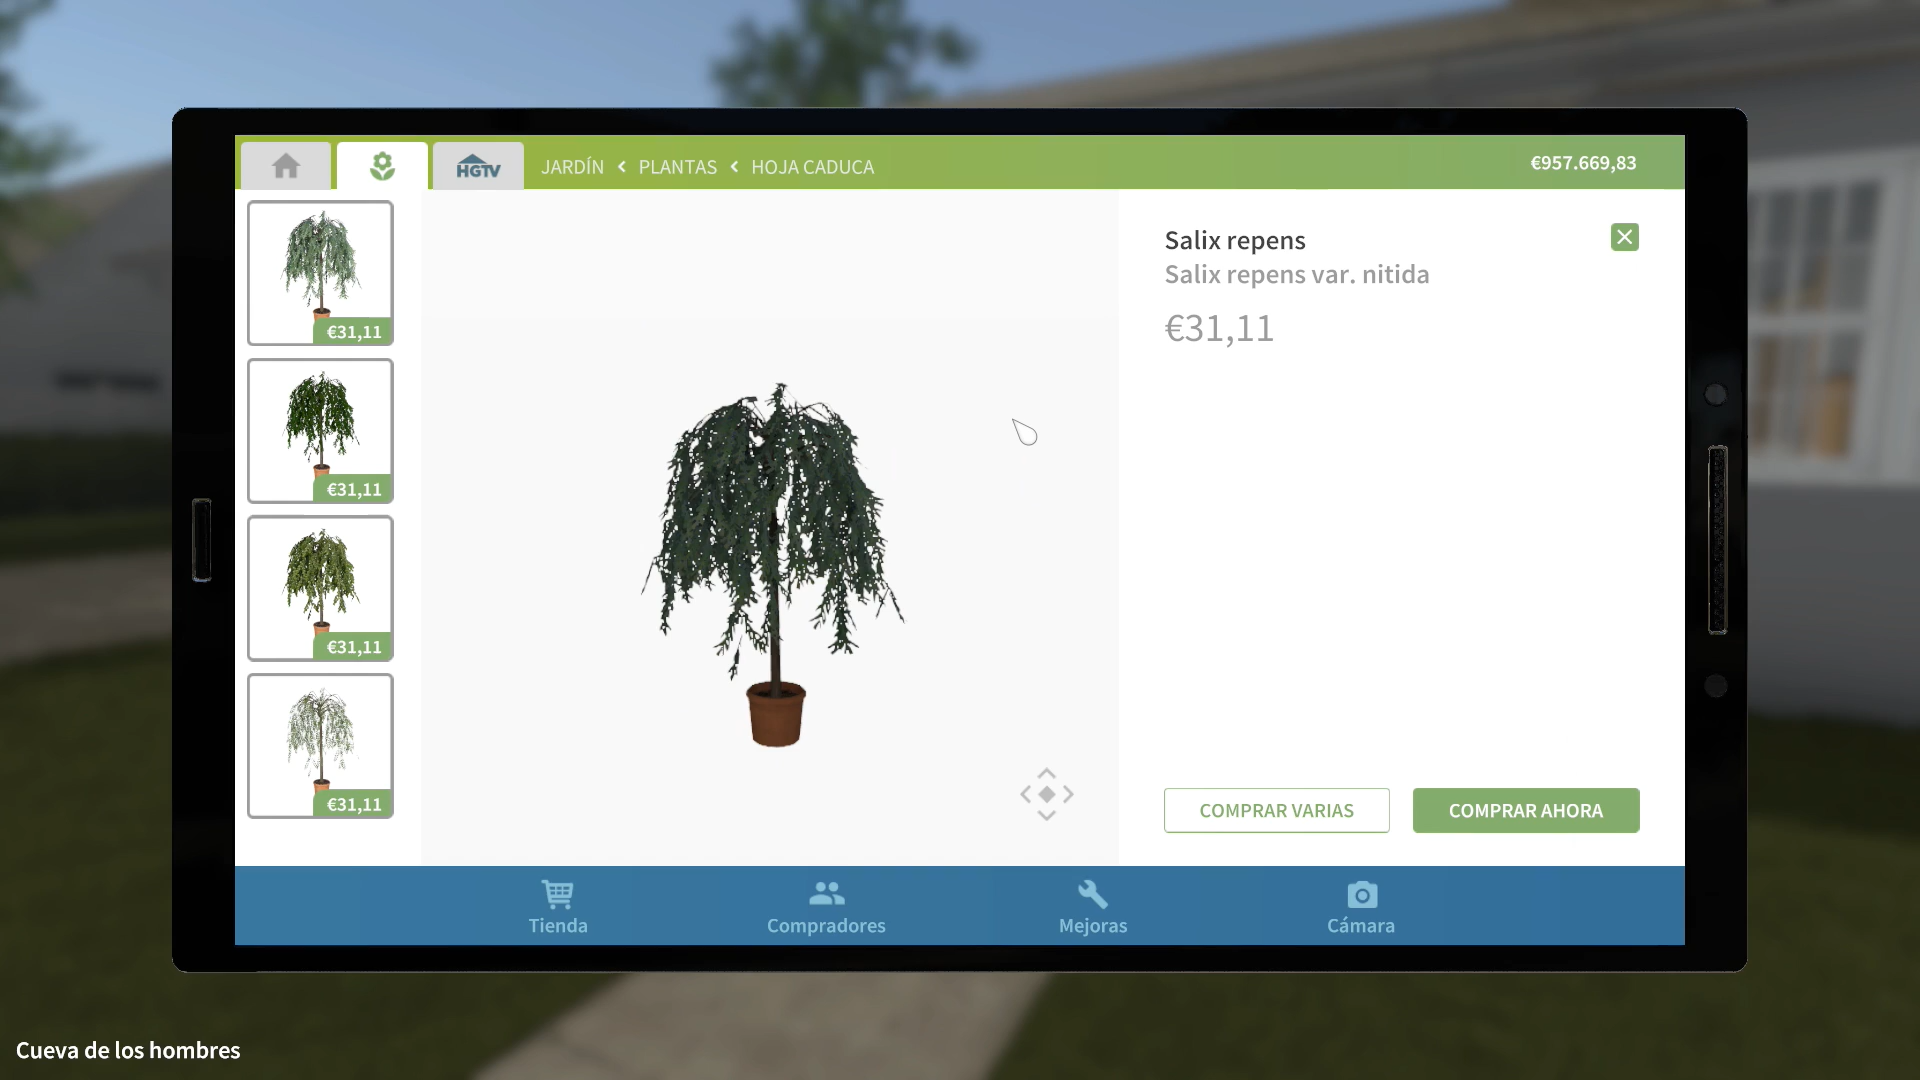 HGTV
JARDÍN < PLANTAS < HOJA CADUCA
€957.669,83
€31,11
€31,11
€31,11
€31,11
Salix repens
Salix repens var. nitida
€31,11
COMPRAR VARIAS
COMPRAR AHORA
Tienda
Compradores
Mejoras
Cámara
Cueva de los hombres